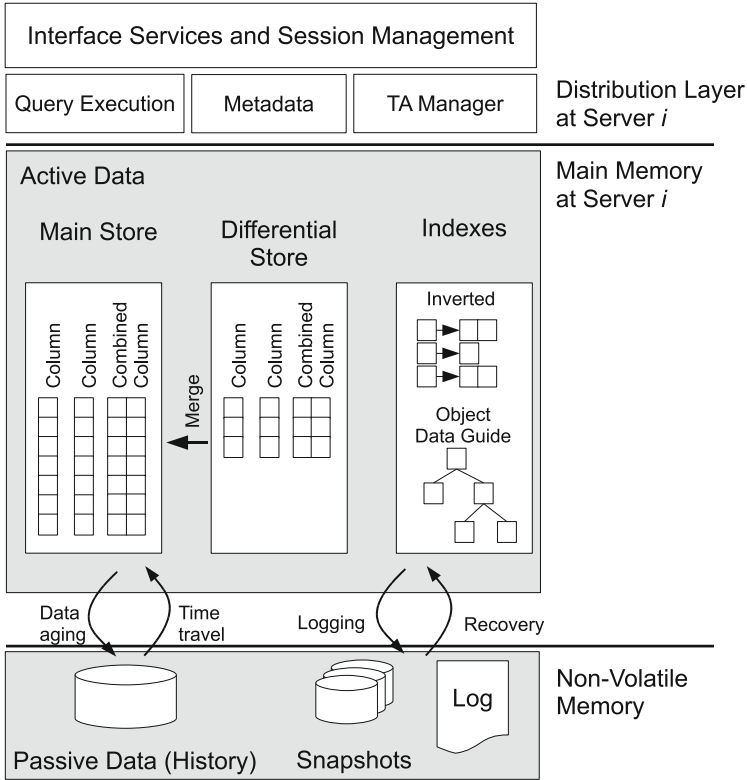 Interface Services and Session Management
Query Execution
Metadata
TA Manager
Distribution Layer
at Server i
Active Data
Main Memory
at Server i
Main Store
Differential
Store
Indexes
Column
Column
Combined
Column
Merge
Column
Column
Combined
Column
Inverted
Object
Data Guide
Data
aging
Time
travel
Logging
Recovery
Non-Volatile
Memory
Passive Data (History)
Snapshots
Log